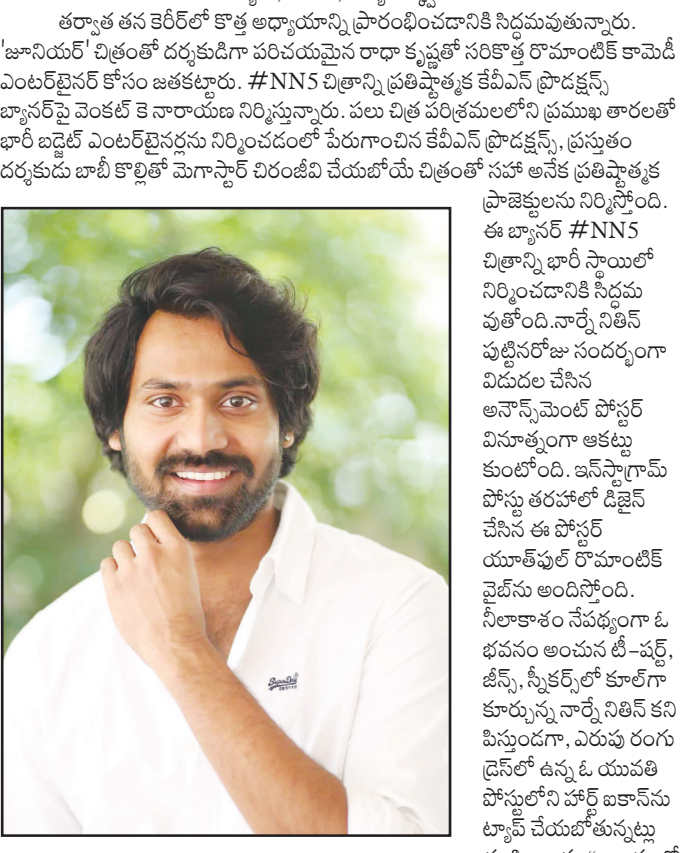 తర్వాత తన కెరీర్‌లో కొత్త అధ్యాయాన్ని ప్రారంభించడానికి సిద్ధమవుతున్నారు.
'జూనియర్' చిత్రంతో దర్శకుడిగా పరిచయమైన రాధా కృష్ణతో సరికొత్త రొమాంటిక్ కామెడీ
ఎంటర్‌టైనర్ కోసం జతకట్టారు. #NN5 చిత్రాన్ని ప్రతిష్టాత్మక కేవీఎన్ ప్రొడక్షన్స్
బ్యానర్‌పై వెంకట్ కె నారాయణ నిర్మిస్తున్నారు. పలు చిత్ర పరిశ్రమలలోని ప్రముఖ తారలతో
భారీ బడ్జెట్ ఎంటర్‌టైనర్లను నిర్మించడంలో పేరుగాంచిన కేవీఎన్ ప్రొడక్షన్స్, ప్రస్తుతం
దర్శకుడు బాబీ కొల్లితో మెగాస్టార్ చిరంజీవి చేయబోయే చిత్రంతో సహా అనేక ప్రతిష్టాత్మక
ప్రాజెక్టులను నిర్మిస్తోంది.
ఈ బ్యానర్ #NN5
చిత్రాన్ని భారీ స్థాయిలో
నిర్మించడానికి సిద్ధమ
వుతోంది.నార్నే నితిన్
పుట్టినరోజు సందర్భంగా
విడుదల చేసిన
అనౌన్స్‌మెంట్ పోస్టర్
వినూత్నంగా ఆకట్టు
కుంటోంది. ఇన్‌స్టాగ్రామ్
పోస్టు తరహాలో డిజైన్
చేసిన ఈ పోస్టర్
యూత్‌ఫుల్ రొమాంటిక్
వైబ్‌ను అందిస్తోంది.
నీలాకాశం నేపథ్యంగా ఓ
భవనం అంచున టీ-షర్ట్,
జీన్స్, స్నీకర్స్‌లో కూల్‌గా
కూర్చున్న నార్నే నితిన్ కని
పిస్తుండగా, ఎరుపు రంగు
డ్రెస్‌లో ఉన్న ఓ యువతి
పోస్టులోని హార్ట్ ఐకాన్‌ను
ట్యాప్ చేయబోతున్నట్లు